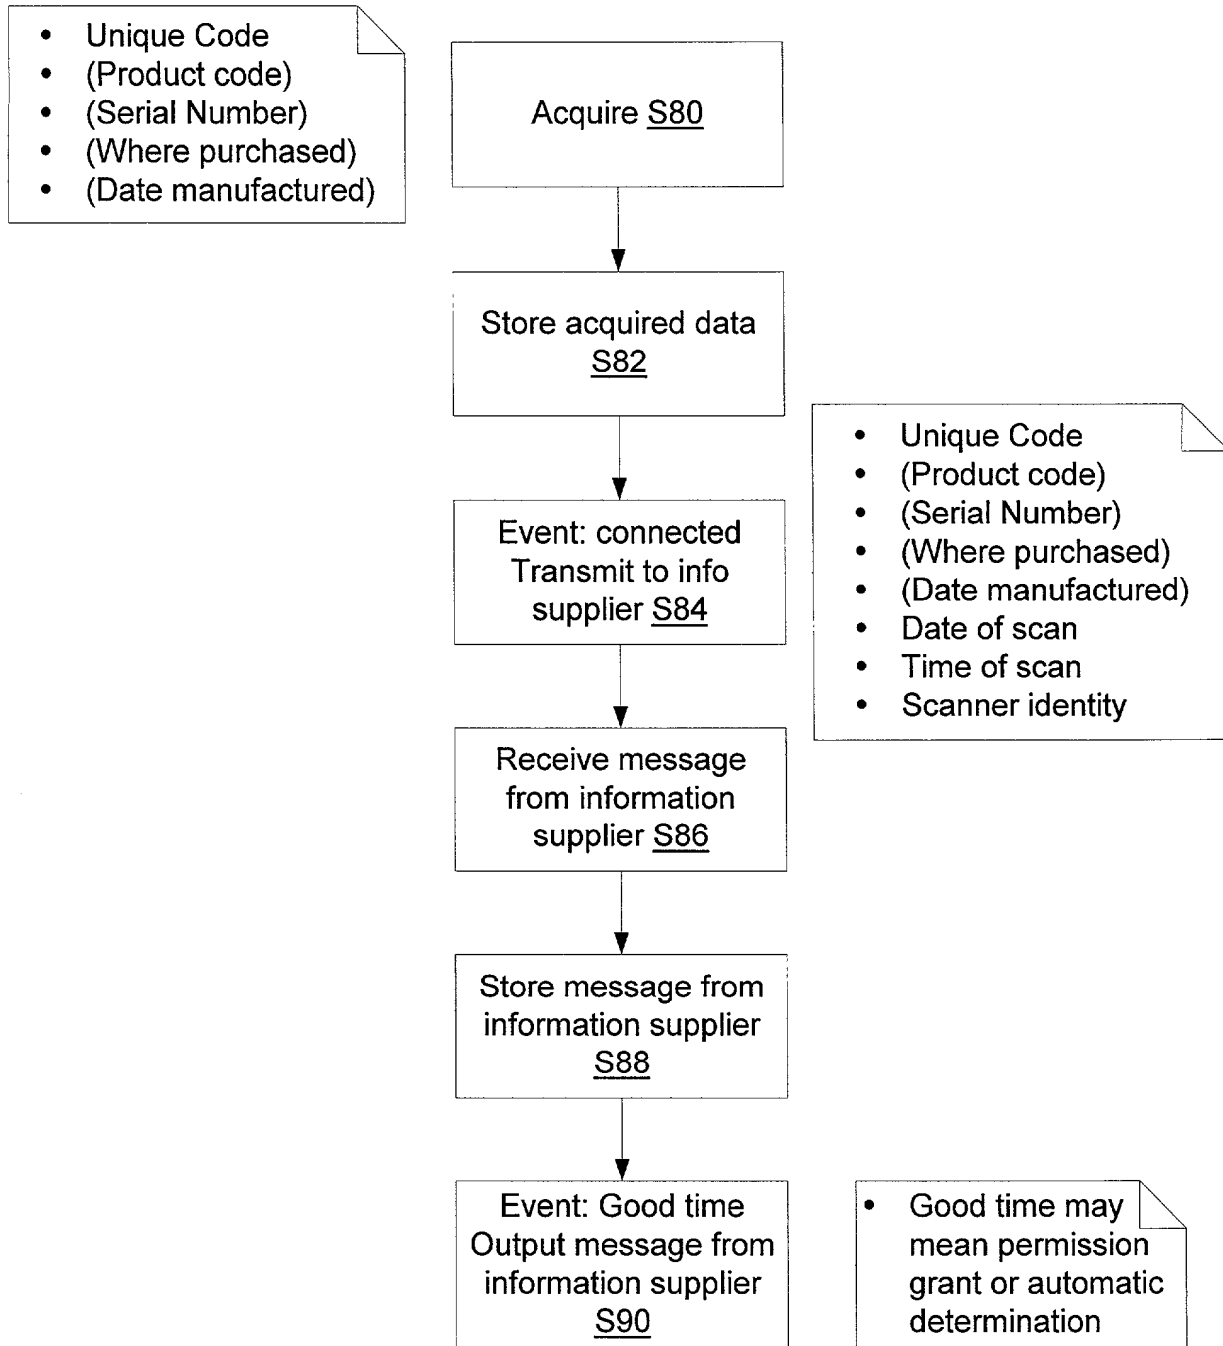 • Unique Code
• (Product code)
• (Serial Number)
• (Where purchased)
• (Date manufactured)
Acquire S80
Store acquired data
S82
Event: connected
Transmit to info
supplier S84
• Unique Code
• (Product code)
• (Serial Number)
• (Where purchased)
• (Date manufactured)
• Date of scan
• Time of scan
• Scanner identity
Receive message
from information
supplier S86
Store message from
information supplier
S88
Event: Good time
Output message from
information supplier
S90
• Good time may
mean permission
grant or automatic
determination